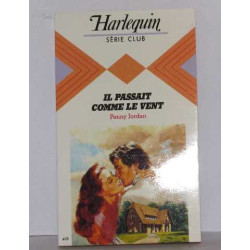 Harlequin
SÉRIE CLUB
IL PASSAIT
COMME LE VENT
Penny Jordan